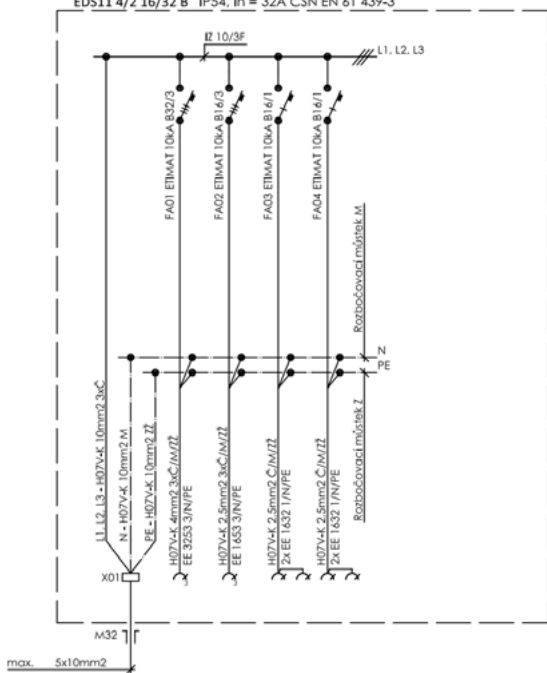 EDS11 4/2 16/32 B IP54, In = 32A ČSN EN 61 439-3
IZ 10/3F
L1, L2, L3
FA01 ETIMAT 10kA B32/3
FA02 ETIMAT 10kA B16/3
FA03 ETIMAT 10kA B16/1
FA04 ETIMAT 10kA B16/1
Rozbočovací můstek M
N
PE
Rozbočovací můstek Z
L1, L2, L3 - H07V-K 10mm2 3xČ
N - H07V-K 10mm2 M
PE - H07V-K 10mm2 ZŽ
H07V-K 4mm2 3xČ/M/ZŽ
EE 3253 3/N/PE
H07V-K 2,5mm2 3xČ/M/ZŽ
EE 1653 3/N/PE
H07V-K 2,5mm2 Č/M/ZŽ
2x EE 1632 1/N/PE
H07V-K 2,5mm2 Č/M/ZŽ
2x EE 1632 1/N/PE
X01
3
3
M32
max. 5x10mm2